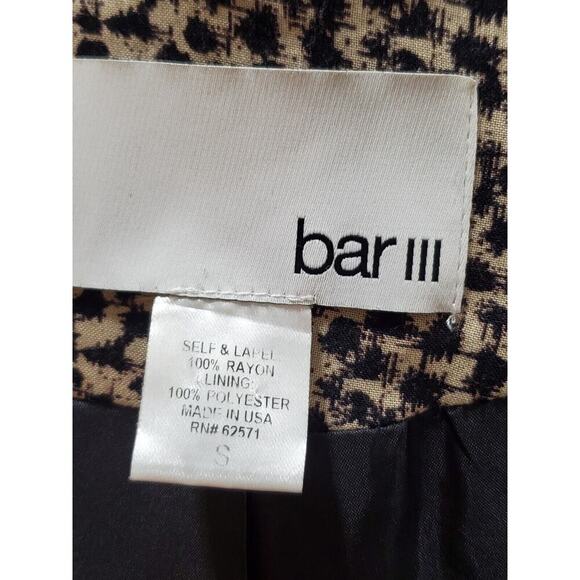 bar III
SELF & LAPEL
100% RAYON
LINING:
100% POLYESTER
MADE IN USA
RN# 62571
S